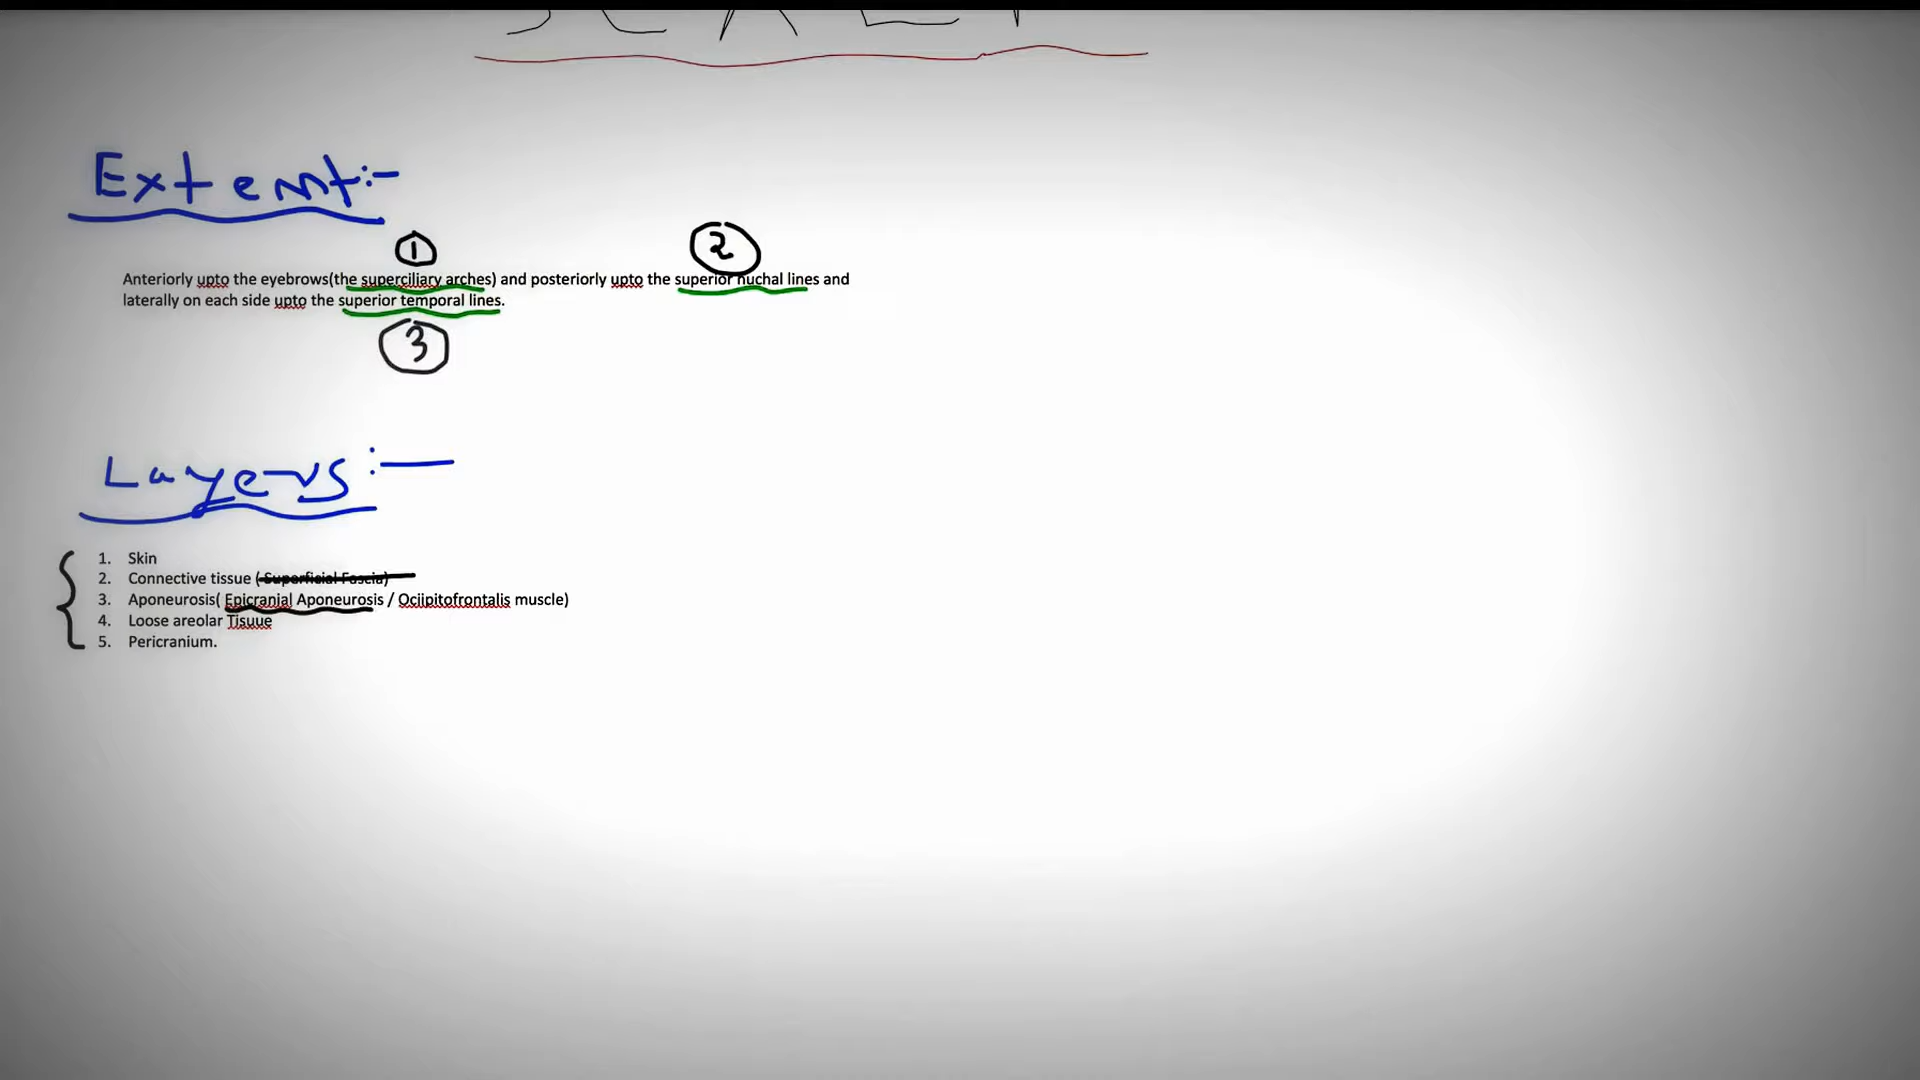 SCALP
Extent:-
1
2
Anteriorly upto the eyebrows(the superciliary arches) and posteriorly upto the superior nuchal lines and
laterally on each side upto the superior temporal lines.
3
Layers:-
1. Skin
2. Connective tissue ( Superficial Fascia)
3. Aponeurosis( Epicranial Aponeurosis / Ociipitofrontalis muscle)
4. Loose areolar Tisuue
5. Pericranium.